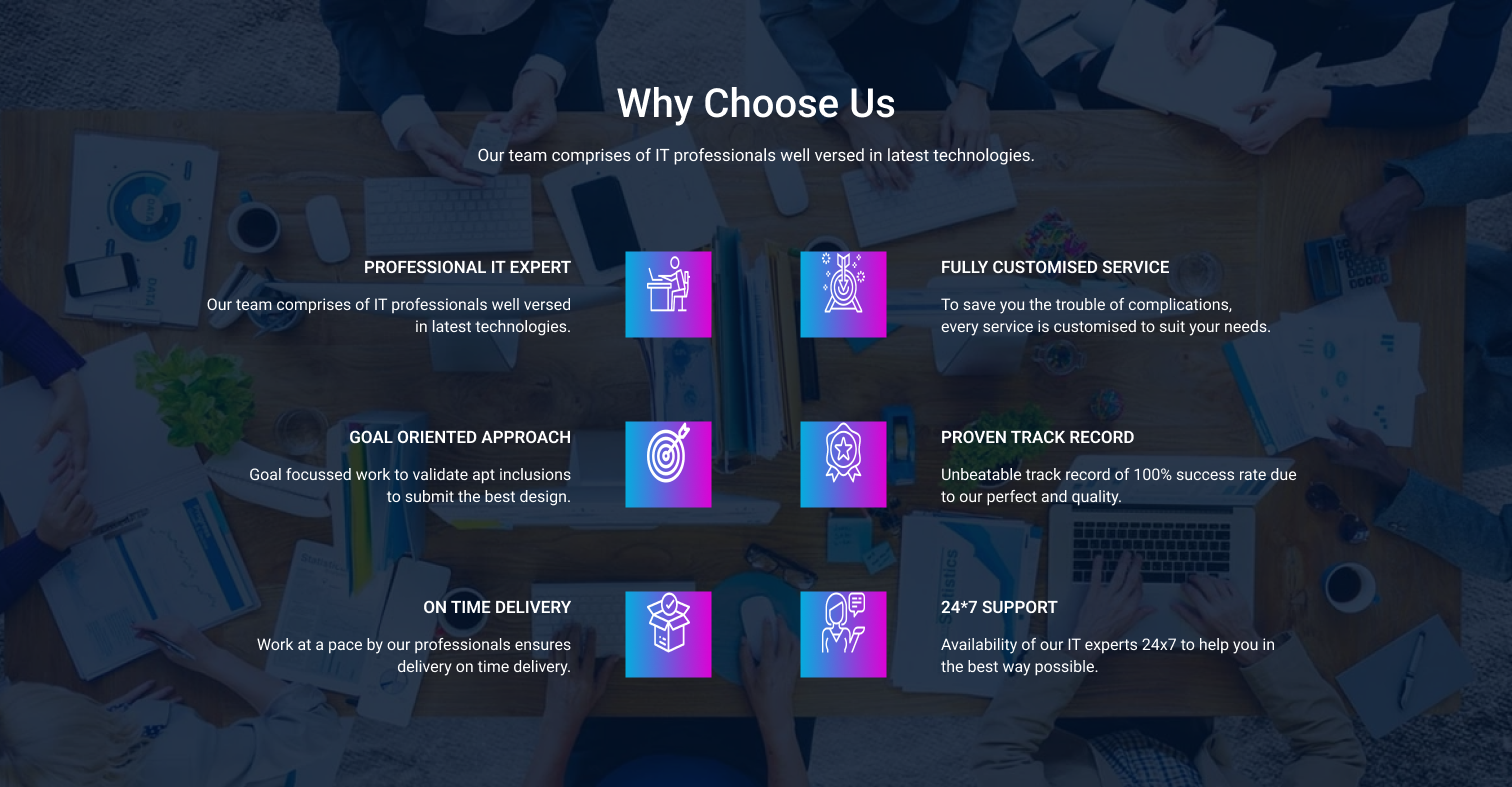 Why Choose Us
Our team comprises of IT professionals well versed in latest technologies.
PROFESSIONAL IT EXPERT
Our team comprises of IT professionals well versed
in latest technologies.
FULLY CUSTOMISED SERVICE
To save you the trouble of complications,
every service is customised to suit your needs.
GOAL ORIENTED APPROACH
Goal focussed work to validate apt inclusions
to submit the best design.
PROVEN TRACK RECORD
Unbeatable track record of 100% success rate due
to our perfect and quality.
ON TIME DELIVERY
Work at a pace by our professionals ensures
delivery on time delivery.
24*7 SUPPORT
Availability of our IT experts 24x7 to help you in
the best way possible.
DATA
DATA
Statistics
Statistics